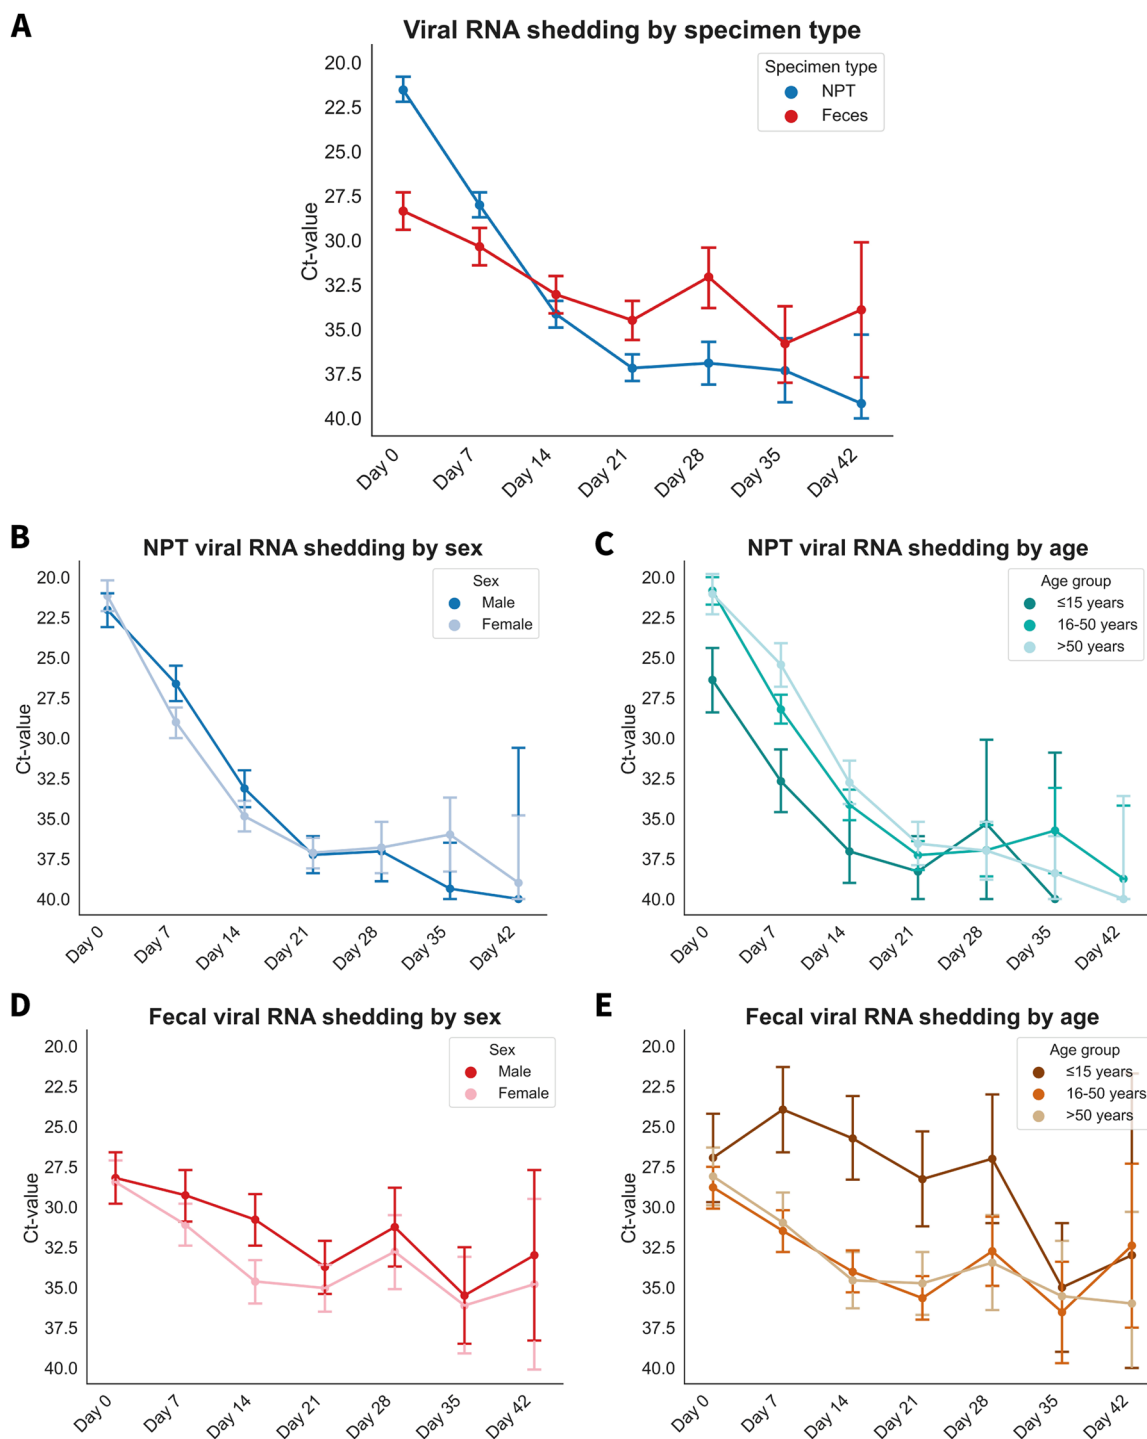 A
Viral RNA shedding by specimen type
Specimen type
NPT
Feces
Ct-value
20.0
22.5
25.0
27.5
30.0
32.5
35.0
37.5
40.0
Day 0
Day 7
Day 14
Day 21
Day 28
Day 35
Day 42
B
NPT viral RNA shedding by sex
Sex
Male
Female
Ct-value
20.0
22.5
25.0
27.5
30.0
32.5
35.0
37.5
40.0
Day 0
Day 7
Day 14
Day 21
Day 28
Day 35
Day 42
C
NPT viral RNA shedding by age
Age group
≤15 years
16-50 years
>50 years
Ct-value
20.0
22.5
25.0
27.5
30.0
32.5
35.0
37.5
40.0
Day 0
Day 7
Day 14
Day 21
Day 28
Day 35
Day 42
D
Fecal viral RNA shedding by sex
Sex
Male
Female
Ct-value
20.0
22.5
25.0
27.5
30.0
32.5
35.0
37.5
40.0
Day 0
Day 7
Day 14
Day 21
Day 28
Day 35
Day 42
E
Fecal viral RNA shedding by age
Age group
≤15 years
16-50 years
>50 years
Ct-value
20.0
22.5
25.0
27.5
30.0
32.5
35.0
37.5
40.0
Day 0
Day 7
Day 14
Day 21
Day 28
Day 35
Day 42